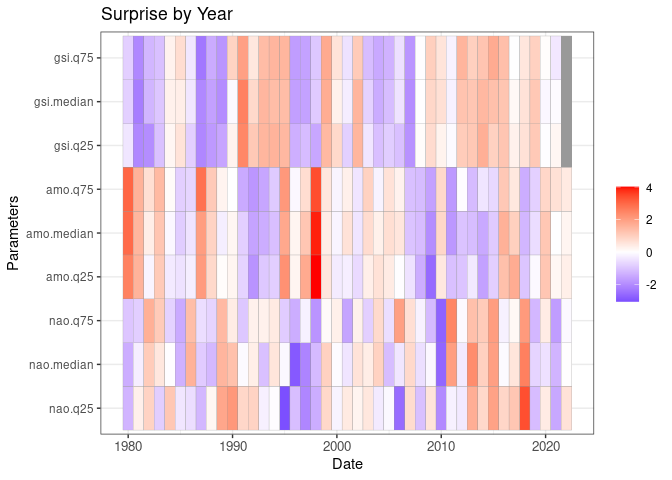 Surprise by Year
Parameters
gsi.q75
gsi.median
gsi.q25
amo.q75
amo.median
amo.q25
nao.q75
nao.median
nao.q25
1980 1990 2000 2010 2020
Date
4
2
0
-2